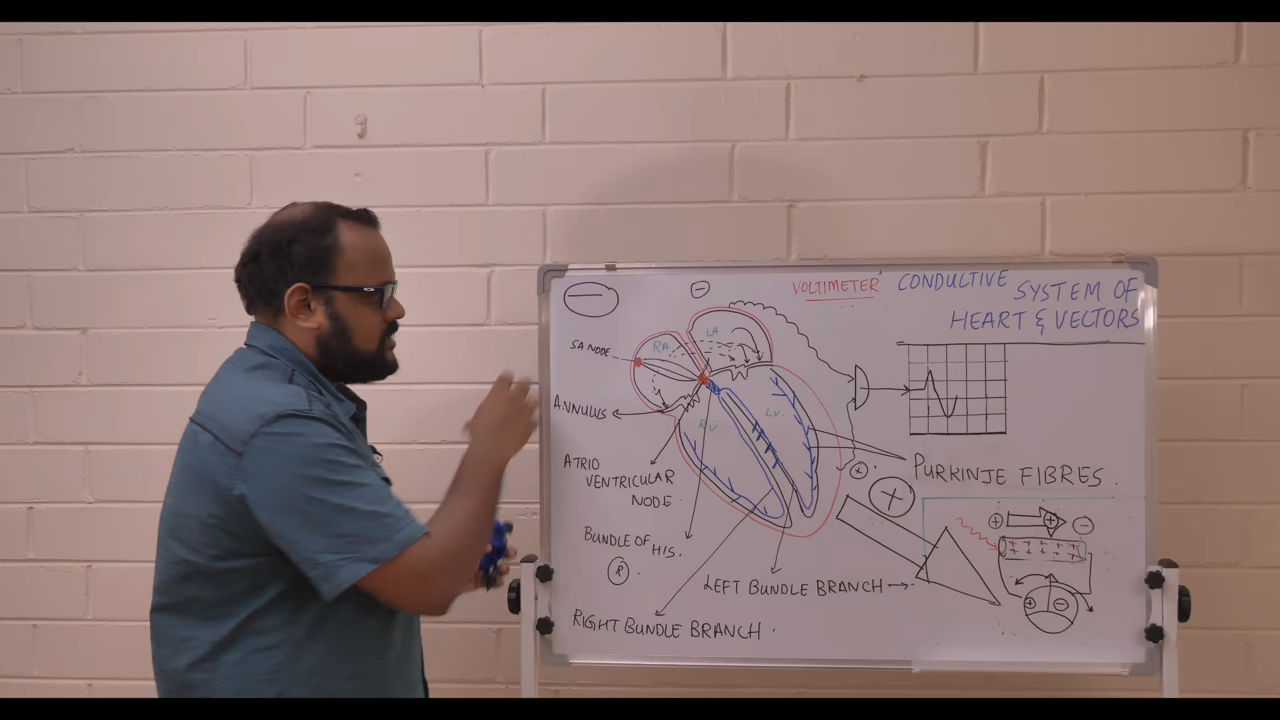 VOLTIMETER
CONDUCTIVE
SYSTEM OF
HEART & VECTORS
LA
RA
SA NODE
ANNULUS
R V
LV.
ATRIO
VENTRICULAR
NODE
PURKINJE FIBRES.
BUNDLE OF HIS.
R
LEFT BUNDLE BRANCH
RIGHT BUNDLE BRANCH.